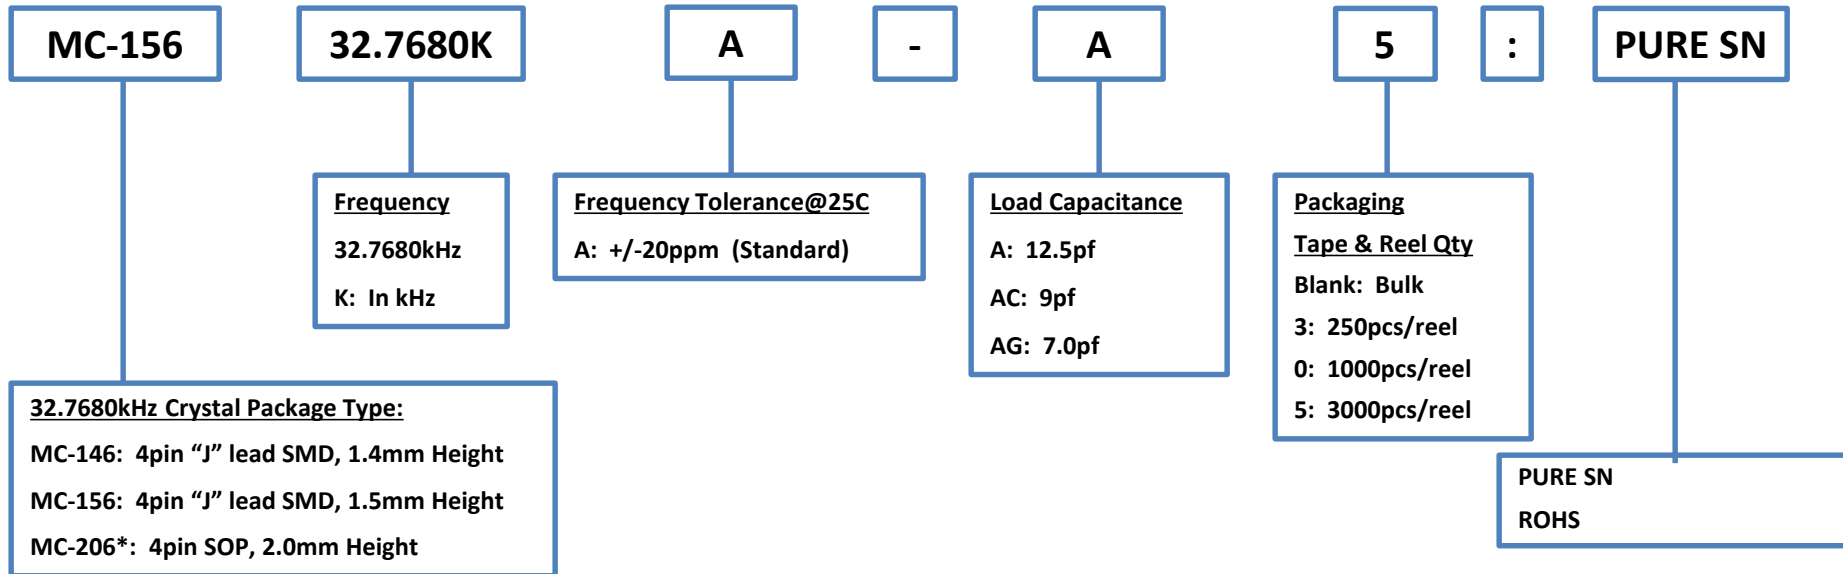 MC-156 32.7680K A - A 5 : PURE SN
Frequency
32.7680kHz
K: In kHz
Frequency Tolerance@25C
A: +/-20ppm (Standard)
Load Capacitance
A: 12.5pf
AC: 9pf
AG: 7.0pf
Packaging
Tape & Reel Qty
Blank: Bulk
3: 250pcs/reel
0: 1000pcs/reel
5: 3000pcs/reel
32.7680kHz Crystal Package Type:
MC-146: 4pin “J” lead SMD, 1.4mm Height
MC-156: 4pin “J” lead SMD, 1.5mm Height
MC-206*: 4pin SOP, 2.0mm Height
PURE SN
ROHS